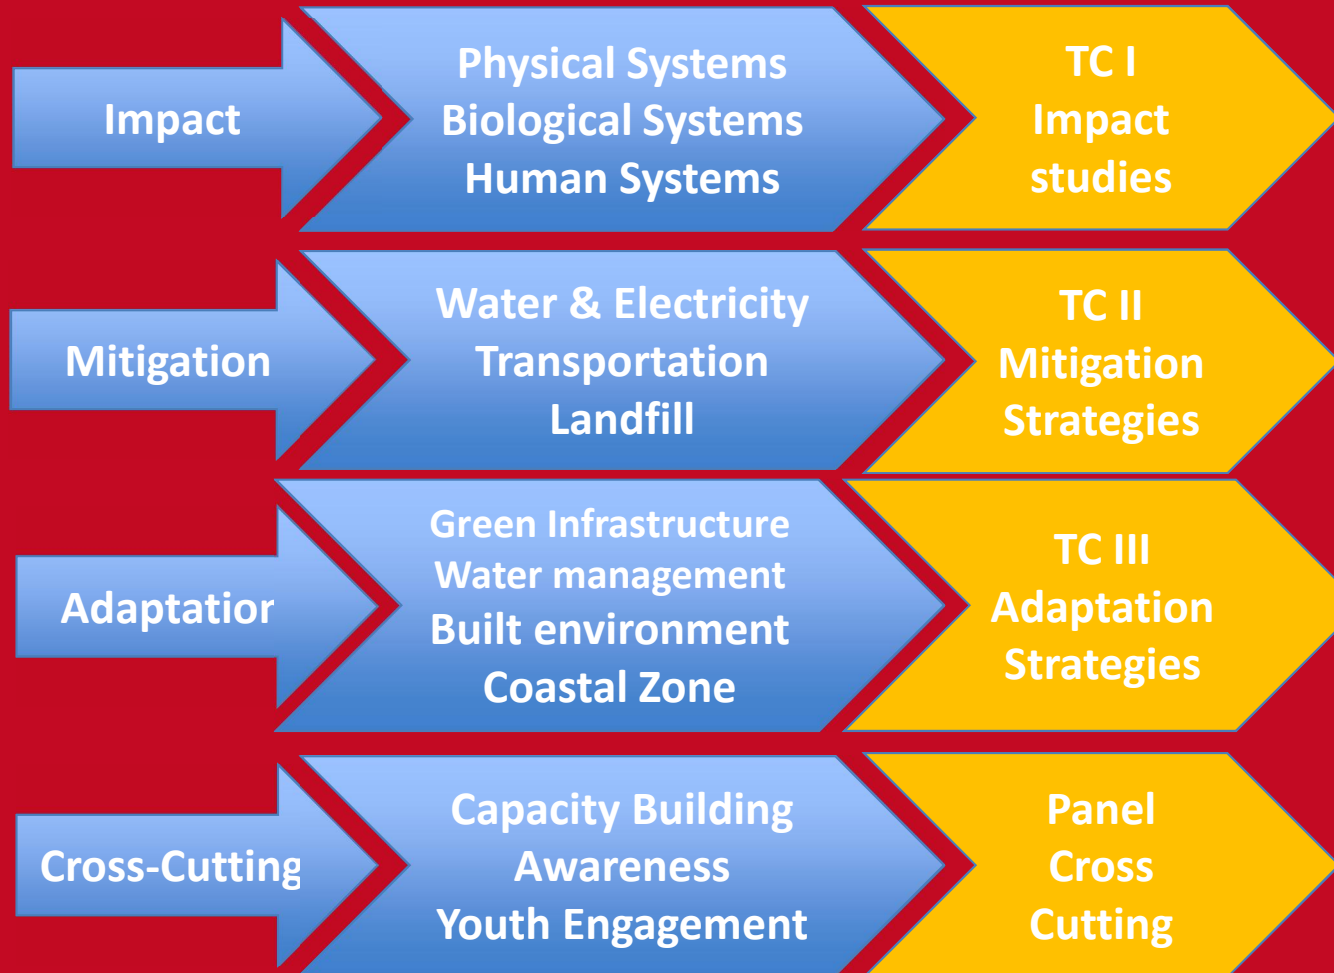 Impact
Physical Systems
Biological Systems
Human Systems
TC I
Impact
studies
Mitigation
Water & Electricity
Transportation
Landfill
TC II
Mitigation
Strategies
Adaptation
Green Infrastructure
Water management
Built environment
Coastal Zone
TC III
Adaptation
Strategies
Cross-Cutting
Capacity Building
Awareness
Youth Engagement
Panel
Cross
Cutting